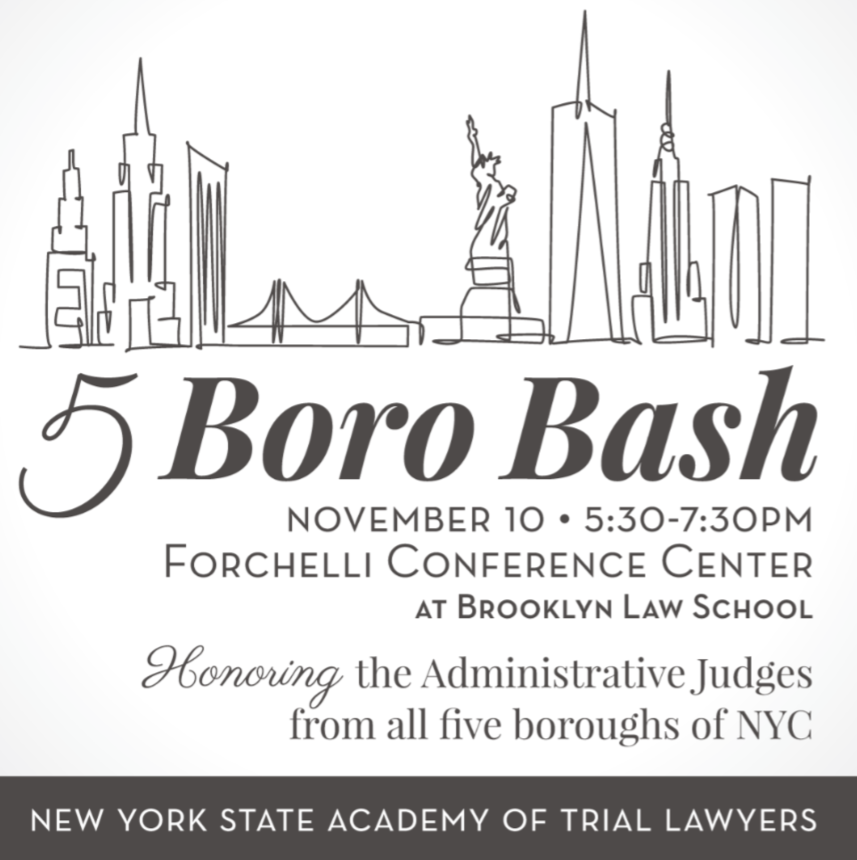 5 Boro Bash
NOVEMBER 10 • 5:30-7:30PM
FORCHELLI CONFERENCE CENTER
AT BROOKLYN LAW SCHOOL
Honoring the Administrative Judges
from all five boroughs of NYC
NEW YORK STATE ACADEMY OF TRIAL LAWYERS